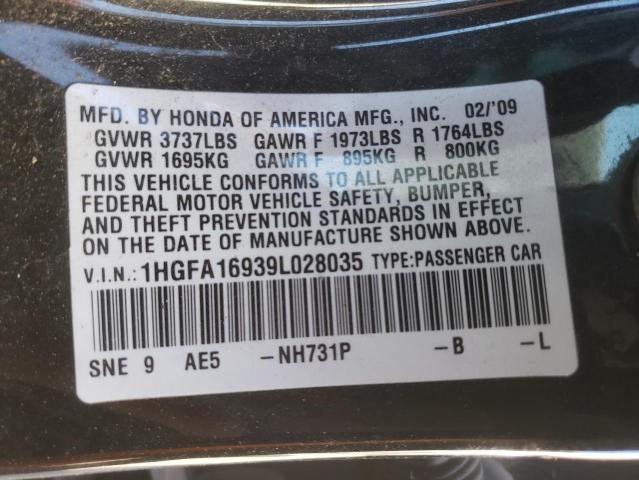 MFD. BY HONDA OF AMERICA MFG., INC. 02/'09
GVWR 3737LBS GAWR F 1973LBS R 1764LBS
GVWR 1695KG GAWR F 895KG R 800KG
THIS VEHICLE CONFORMS TO ALL APPLICABLE
FEDERAL MOTOR VEHICLE SAFETY, BUMPER,
AND THEFT PREVENTION STANDARDS IN EFFECT
ON THE DATE OF MANUFACTURE SHOWN ABOVE.
V.I.N.: 1HGFA16939L028035 TYPE:PASSENGER CAR
SNE 9 AE5 -NH731P -B -L